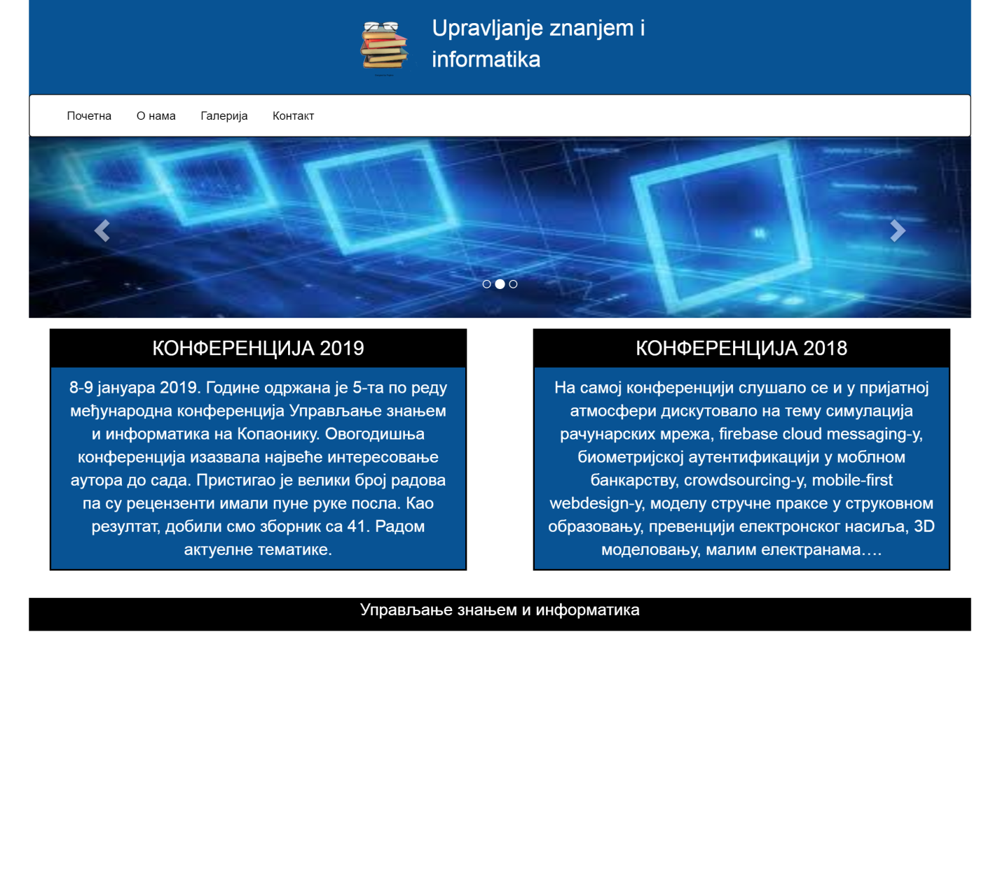 Upravljanje znanjem i
informatika
Почетна О нама Галерија Контакт
КОНФЕРЕНЦИЈА 2019
8-9 јануара 2019. Године одржана је 5-та по реду
међународна конференција Управљање знањем
и информатика на Копаонику. Овогодишња
конференција изазвала највеће интересовање
аутора до сада. Пристигао је велики број радова
па су рецензенти имали пуне руке посла. Као
резултат, добили смо зборник са 41. Радом
актуелне тематике.
КОНФЕРЕНЦИЈА 2018
На самој конференцији слушало се и у пријатној
атмосфери дискутовало на тему симулација
рачунарских мрежа, firebase cloud messaging-у,
биометријској аутентификацији у моблном
банкарству, crowdsourcing-у, mobile-first
webdesign-у, моделу стручне праксе у струковном
образовању, превенцији електронског насиља, 3D
моделовању, малим електранама….
Управљање знањем и информатика